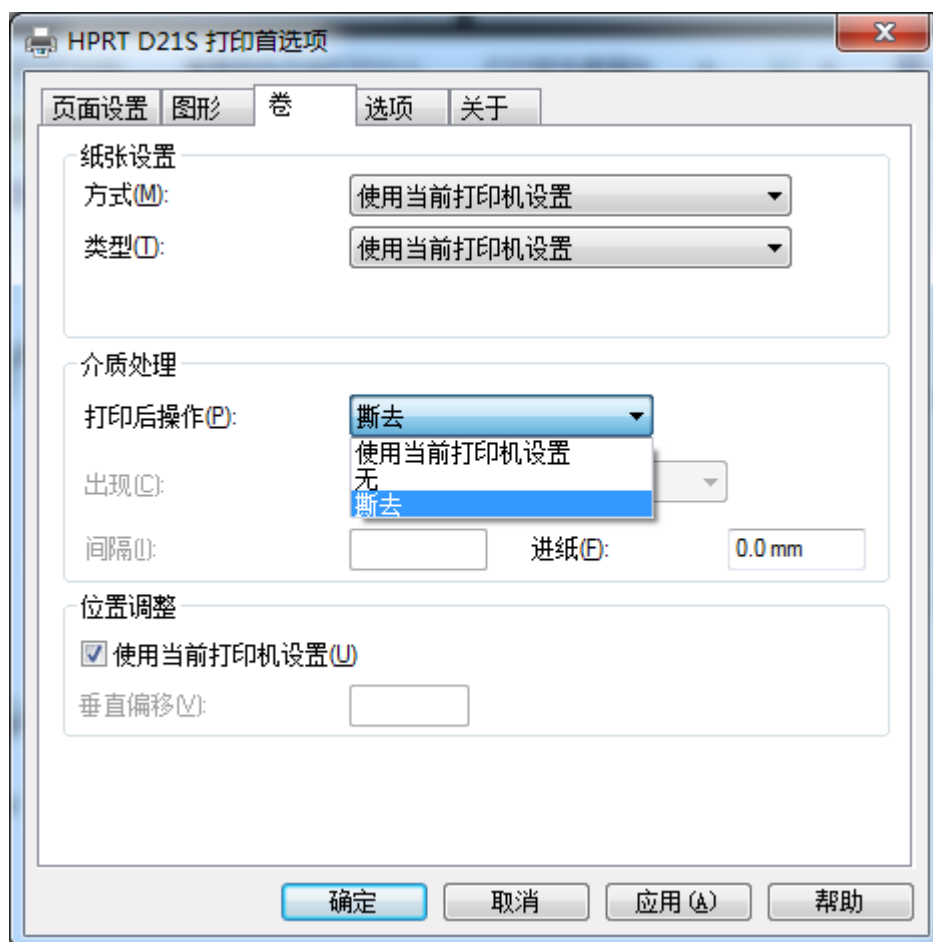 HPRT D21S 打印首选项
页面设置 图形 卷 选项 关于
纸张设置
方式(M): 使用当前打印机设置
类型(T): 使用当前打印机设置
介质处理
打印后操作(P): 撕去
使用当前打印机设置
无
撕去
出现(C):
间隔(I): 进纸(F): 0.0 mm
位置调整
使用当前打印机设置(U)
垂直偏移(V):
确定 取消 应用(A) 帮助